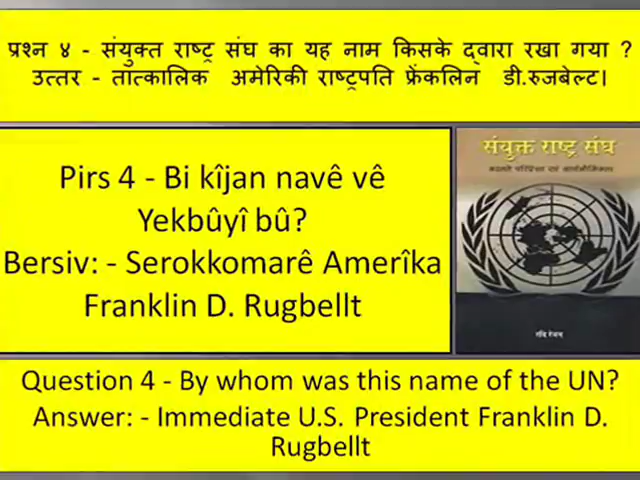 प्रश्न ४ - संयुक्त राष्ट्र संघ का यह नाम किसके द्वारा रखा गया ?
उत्तर - तात्कालिक अमेरिकी राष्ट्रपति फ्रेंकलिन डी.रुजबेल्ट।
Pirs 4 - Bi kîjan navê vê
Yekbûyî bû?
Bersiv: - Serokkomarê Amerîka
Franklin D. Rugbellt
संयुक्त राष्ट्र संघ
Question 4 - By whom was this name of the UN?
Answer: - Immediate U.S. President Franklin D.
Rugbellt